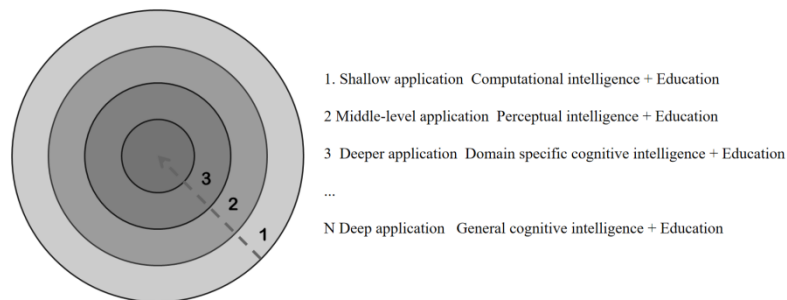 3
2
1
1. Shallow application Computational intelligence + Education
2 Middle-level application Perceptual intelligence + Education
3 Deeper application Domain specific cognitive intelligence + Education
...
N Deep application General cognitive intelligence + Education